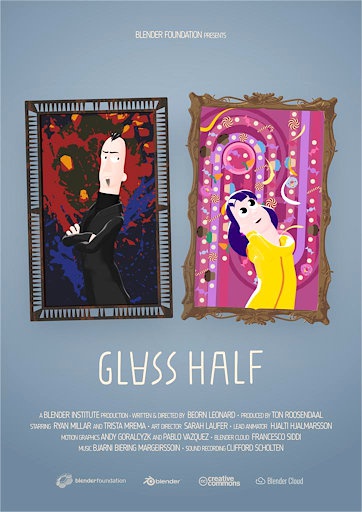 BLENDER FOUNDATION PRESENTS
GLASS HALF
A BLENDER INSTITUTE PRODUCTION - WRITTEN & DIRECTED BY BEORN LEONARD - PRODUCED BY TON ROOSENDAAL
STARRING RYAN MILLAR AND TRISTA MREMA - ART DIRECTOR SARAH LAUFER - LEAD ANIMATOR HJALTI HJALMARSSON
MOTION GRAPHICS ANDY GORALCYZK AND PABLO VAZQUEZ - BLENDER CLOUD FRANCESCO SIDDI
MUSIC BJARNI BIERING MARGEIRSSOIN - SOUND RECORDING CLIFFORD SCHOLTEN
blenderfoundation blender creative commons Blender Cloud